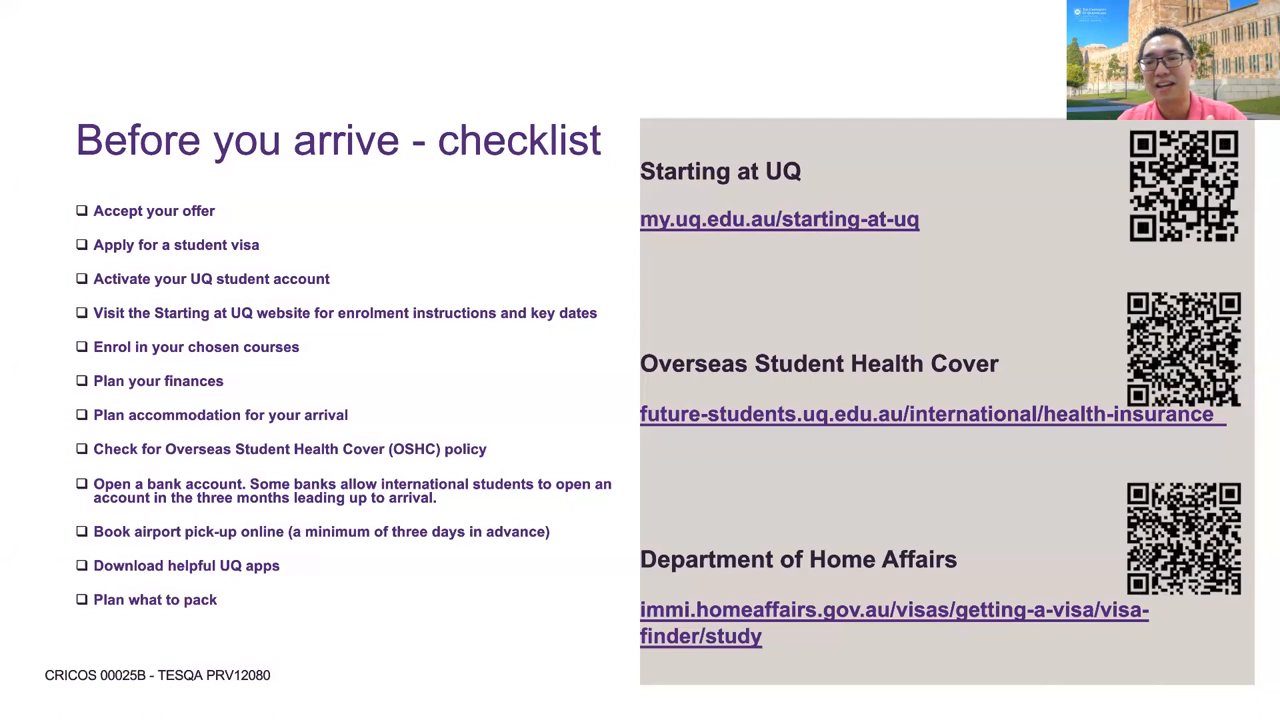 Before you arrive - checklist
Accept your offer
Apply for a student visa
Activate your UQ student account
Visit the Starting at UQ website for enrolment instructions and key dates
Enrol in your chosen courses
Plan your finances
Plan accommodation for your arrival
Check for Overseas Student Health Cover (OSHC) policy
Open a bank account. Some banks allow international students to open an
account in the three months leading up to arrival.
Book airport pick-up online (a minimum of three days in advance)
Download helpful UQ apps
Plan what to pack
CRICOS 00025B - TESQA PRV12080
Starting at UQ
my.uq.edu.au/starting-at-uq
Overseas Student Health Cover
future-students.uq.edu.au/international/health-insurance
Department of Home Affairs
immi.homeaffairs.gov.au/visas/getting-a-visa/visa-
finder/study